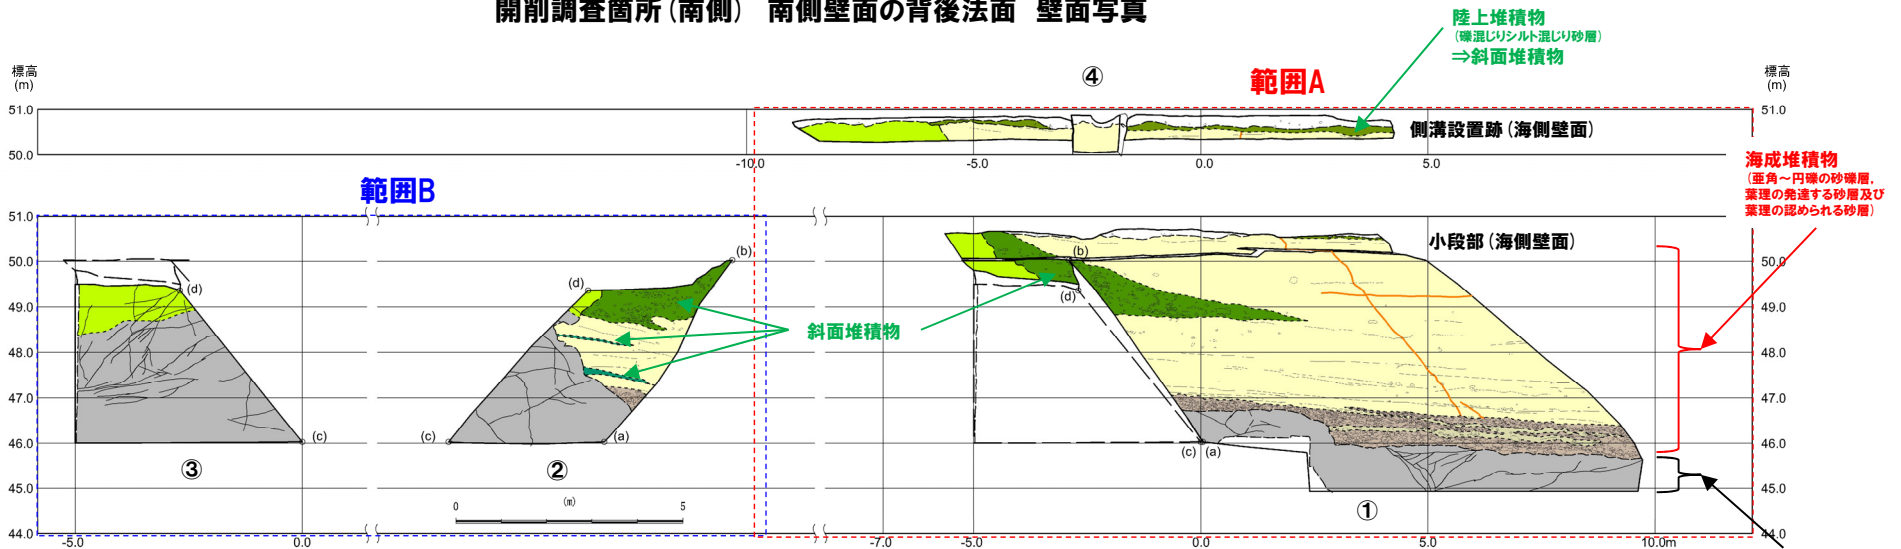 開削調査箇所(南側) 南側壁面の背後法面 壁面写真
陸上堆積物
(礫混じりシルト混じり砂層)
⇒斜面堆積物
標高
(m)
④
範囲A
標高
(m)
51.0
50.0
-10.0
-5.0
0.0
5.0
51.0
側溝設置跡(海側壁面)
海成堆積物
(亜角～円礫の砂礫層,
葉理の発達する砂層及び
葉理の認められる砂層)
範囲B
51.0
50.0
49.0
48.0
47.0
46.0
45.0
44.0
(d)
(c)
③
-5.0
0.0
(b)
(d)
(c)
(a)
②
斜面堆積物
0
(m)
5
(b)
(d)
(c)
(a)
①
小段部(海側壁面)
50.0
49.0
48.0
47.0
46.0
45.0
44.0
-7.0
-5.0
0.0
5.0
10.0m